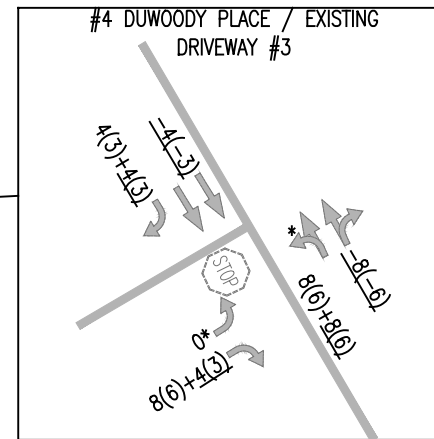 #4 DUWOODY PLACE / EXISTING
DRIVEWAY #3
4(3)+4(3)
-4(-3)
*
-8(-6)
8(6)+8(6)
STOP
0*
8(6)+4(3)